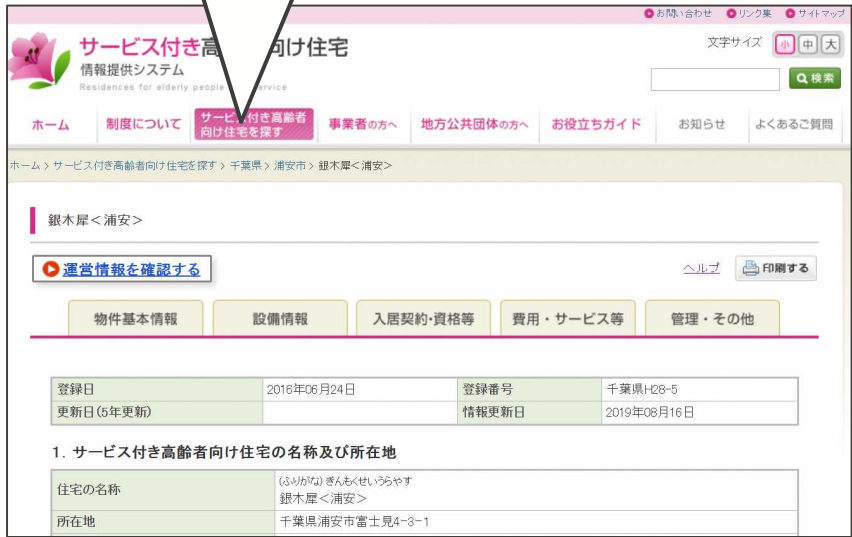 お問い合わせ リンク集 サイトマップ
サービス付き高 向け住宅
情報提供システム
Residences for elderly people ervice
文字サイズ 小 中 大
検索
ホーム 制度について サービス付き高齢者 事業者の方へ 地方公共団体の方へ お役立ちガイド お知らせ よくあるご質問
向け住宅を探す
ホーム > サービス付き高齢者向け住宅を探す > 千葉県 > 浦安市 > 銀木犀<浦安>
銀木犀<浦安>
運営情報を確認する ヘルプ 印刷する
物件基本情報 設備情報 入居契約・資格等 費用・サービス等 管理・その他
登録日 2016年06月24日 登録番号 千葉県H28-5
更新日(5年更新) 情報更新日 2019年08月16日
1. サービス付き高齢者向け住宅の名称及び所在地
住宅の名称 (ふりがな) ぎんもくせいうらやす
銀木犀<浦安>
所在地 千葉県浦安市富士見4-3-1